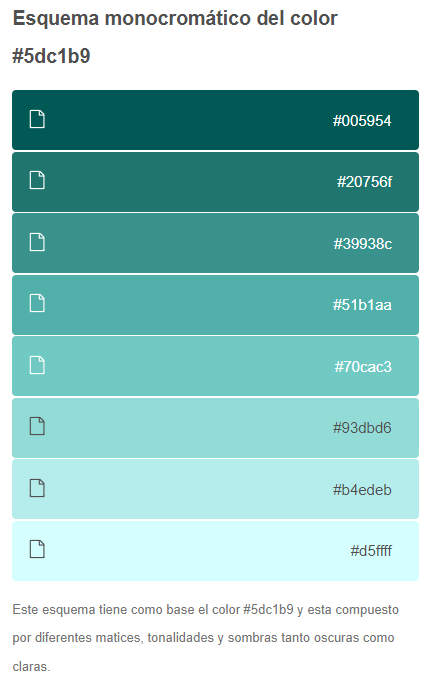 Esquema monocromático del color
#5dc1b9
#005954
#20756f
#39938c
#51b1aa
#70cac3
#93dbd6
#b4edeb
#d5ffff
Este esquema tiene como base el color #5dc1b9 y esta compuesto
por diferentes matices, tonalidades y sombras tanto oscuras como
claras.